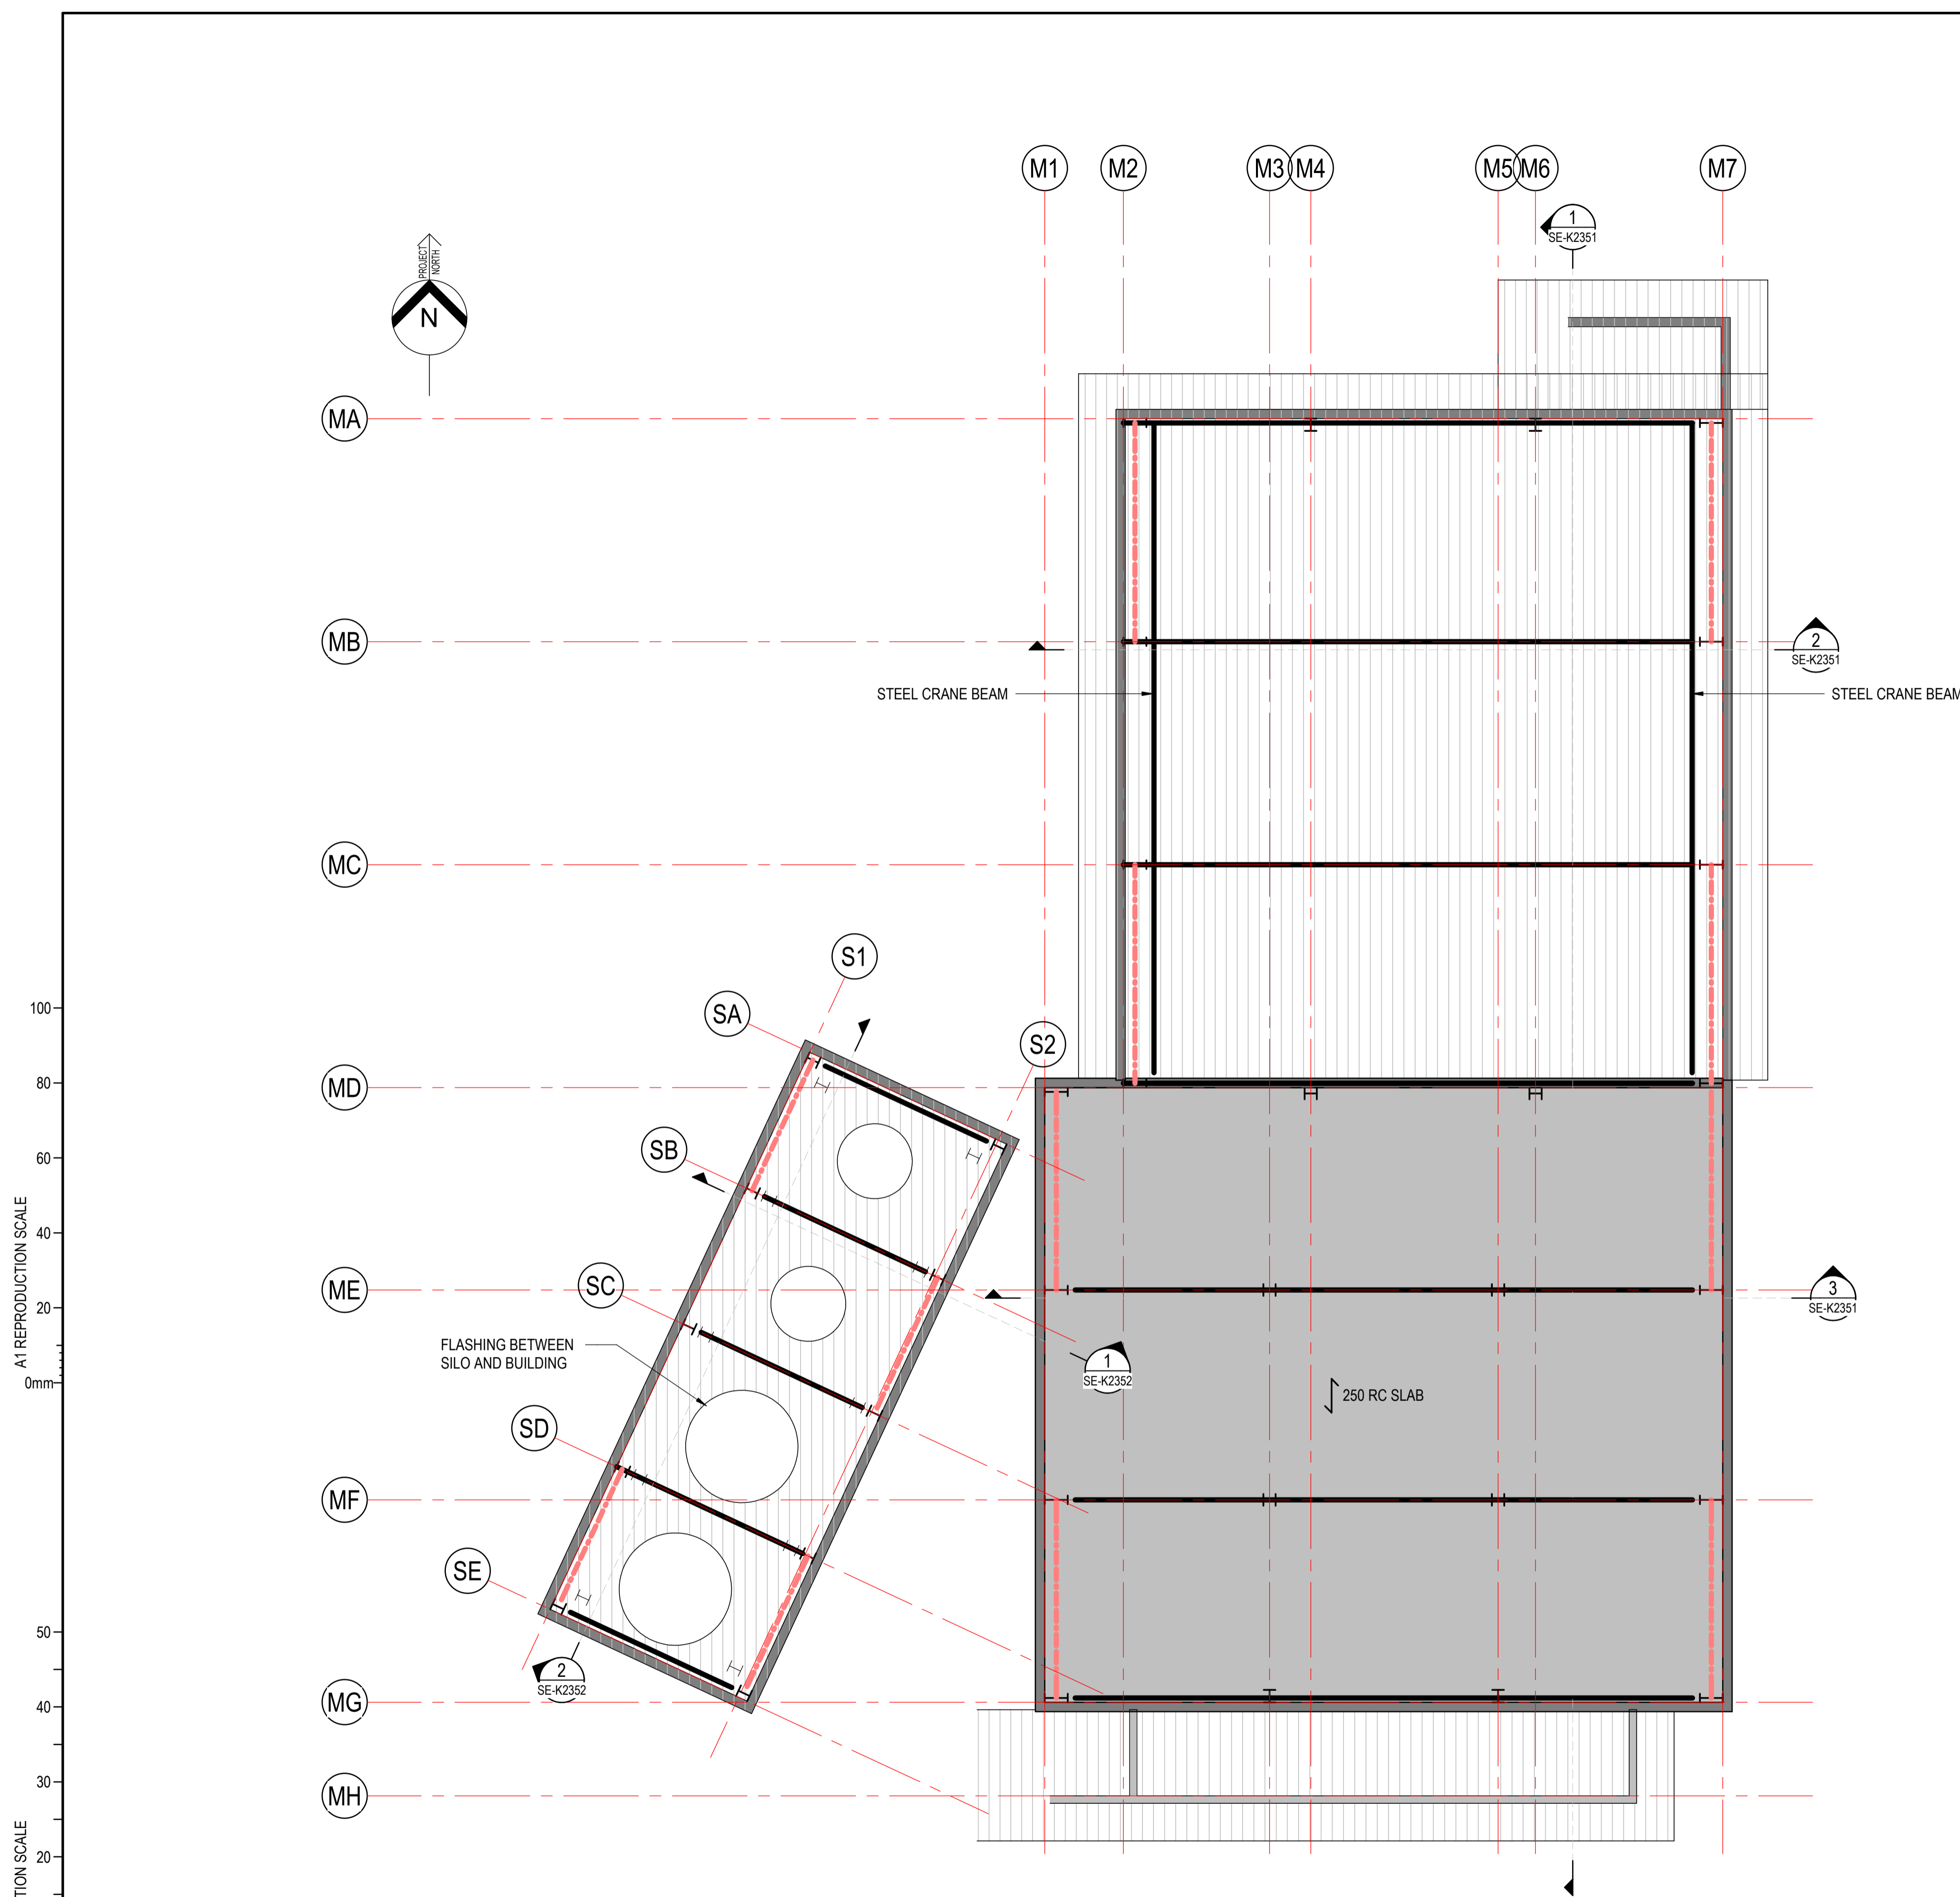 M1 M2 M3 M4 M5 M6 M7
1
SE-K2351
PROJECT
NORTH
N
MA
MB
2
SE-K2351
STEEL CRANE BEAM
STEEL CRANE BEAM
MC
S1
SA
S2
100
80
60
40
20
0mm
A1 REPRODUCTION SCALE
MD
SB
SC
ME
3
SE-K2351
FLASHING BETWEEN
SILO AND BUILDING
1
SE-K2352
250 RC SLAB
SD
MF
SE
50
40
30
20
TION SCALE
2
SE-K2352
MG
MH